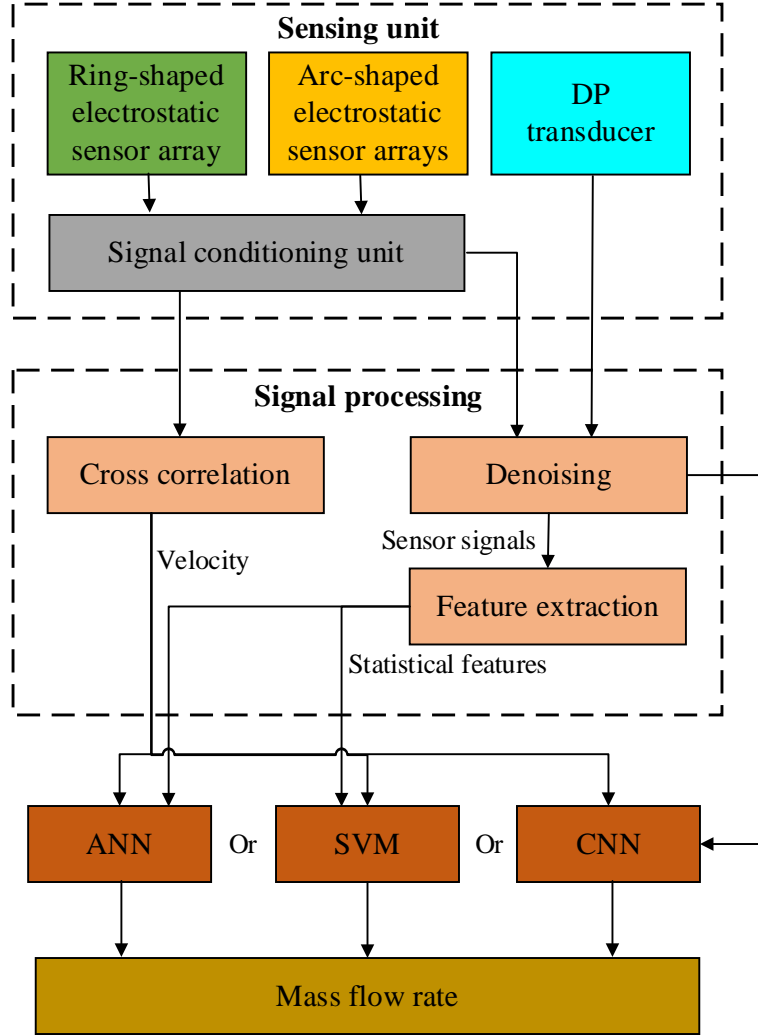 Sensing unit
Ring-shaped
electrostatic
sensor array
Arc-shaped
electrostatic
sensor arrays
DP
transducer
Signal conditioning unit
Signal processing
Cross correlation
Denoising
Velocity
Sensor signals
Feature extraction
Statistical features
ANN
Or
SVM
Or
CNN
Mass flow rate